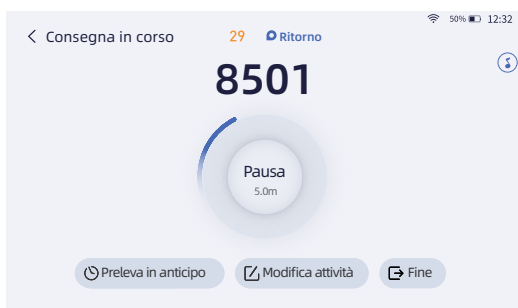 50% 12:32
Consegna in corso 29 Ritorno
8501
Pausa
5.0m
Preleva in anticipo Modifica attività Fine